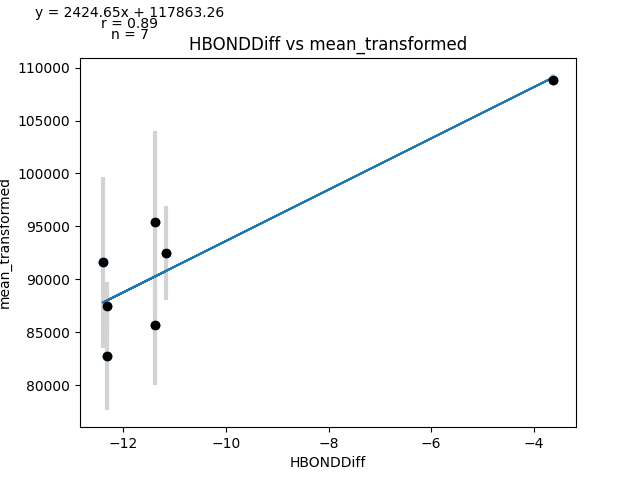 y = 2424.65x + 117863.26
r = 0.89
n = 7
HBONDDiff vs mean_transformed
110000
105000
100000
95000
90000
85000
80000
mean_transformed
−12
−10
−8
−6
−4
HBONDDiff